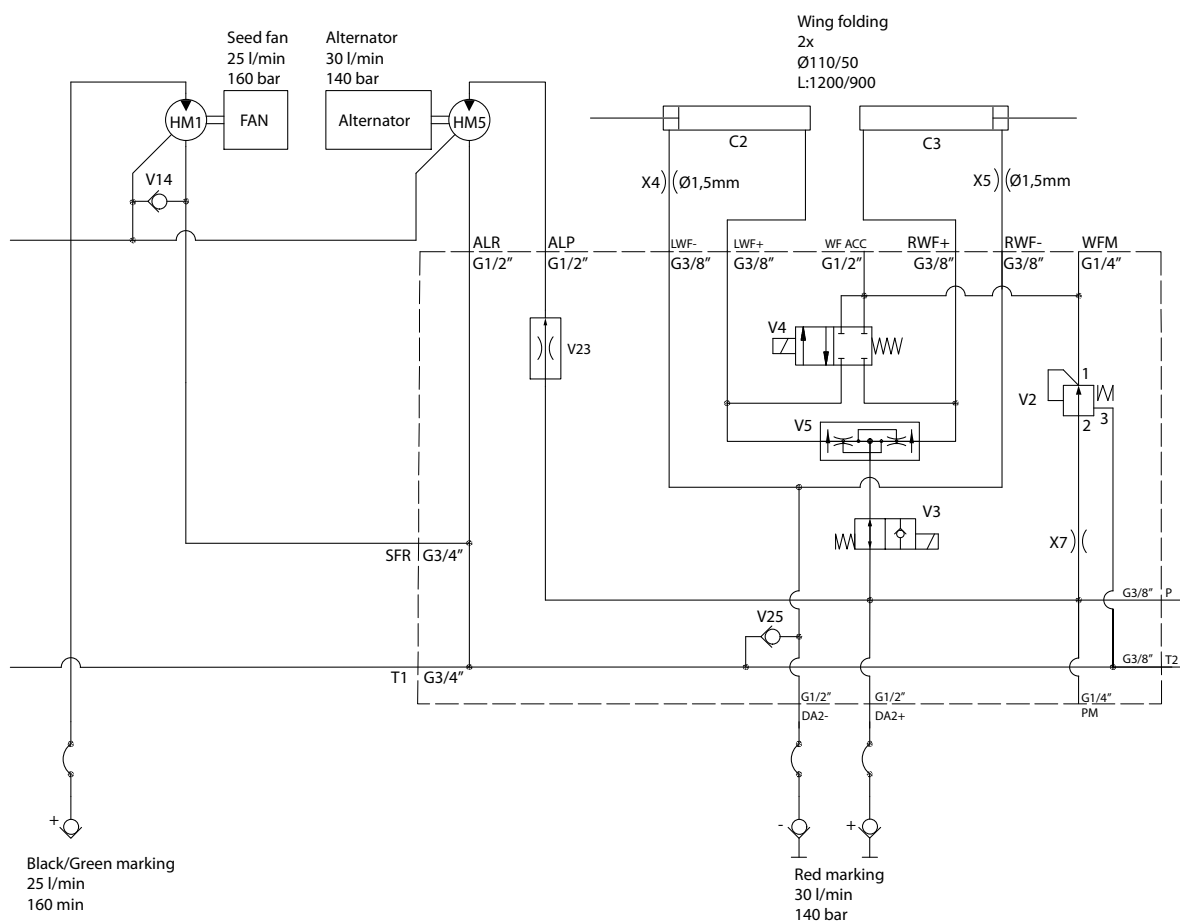 Wing folding
2x
Ø110/50
L:1200/900
Seed fan
25 l/min
160 bar
Alternator
30 l/min
140 bar
HM1
FAN
Alternator
HM5
C2
C3
V14
X4
Ø1,5mm
X5
Ø1,5mm
ALR
G1/2”
ALP
G1/2”
LWF-
G3/8”
LWF+
G3/8”
WF ACC
G1/2”
RWF+
G3/8”
RWF-
G3/8”
WFM
G1/4”
V4
V23
V2
1
2
3
V5
V3
X7
SFR
G3/4”
G3/8”
P
V25
T1
G3/4”
G3/8”
T2
G1/2”
DA2-
G1/2”
DA2+
G1/4”
PM
+
-
+
Black/Green marking
25 l/min
160 min
Red marking
30 l/min
140 bar